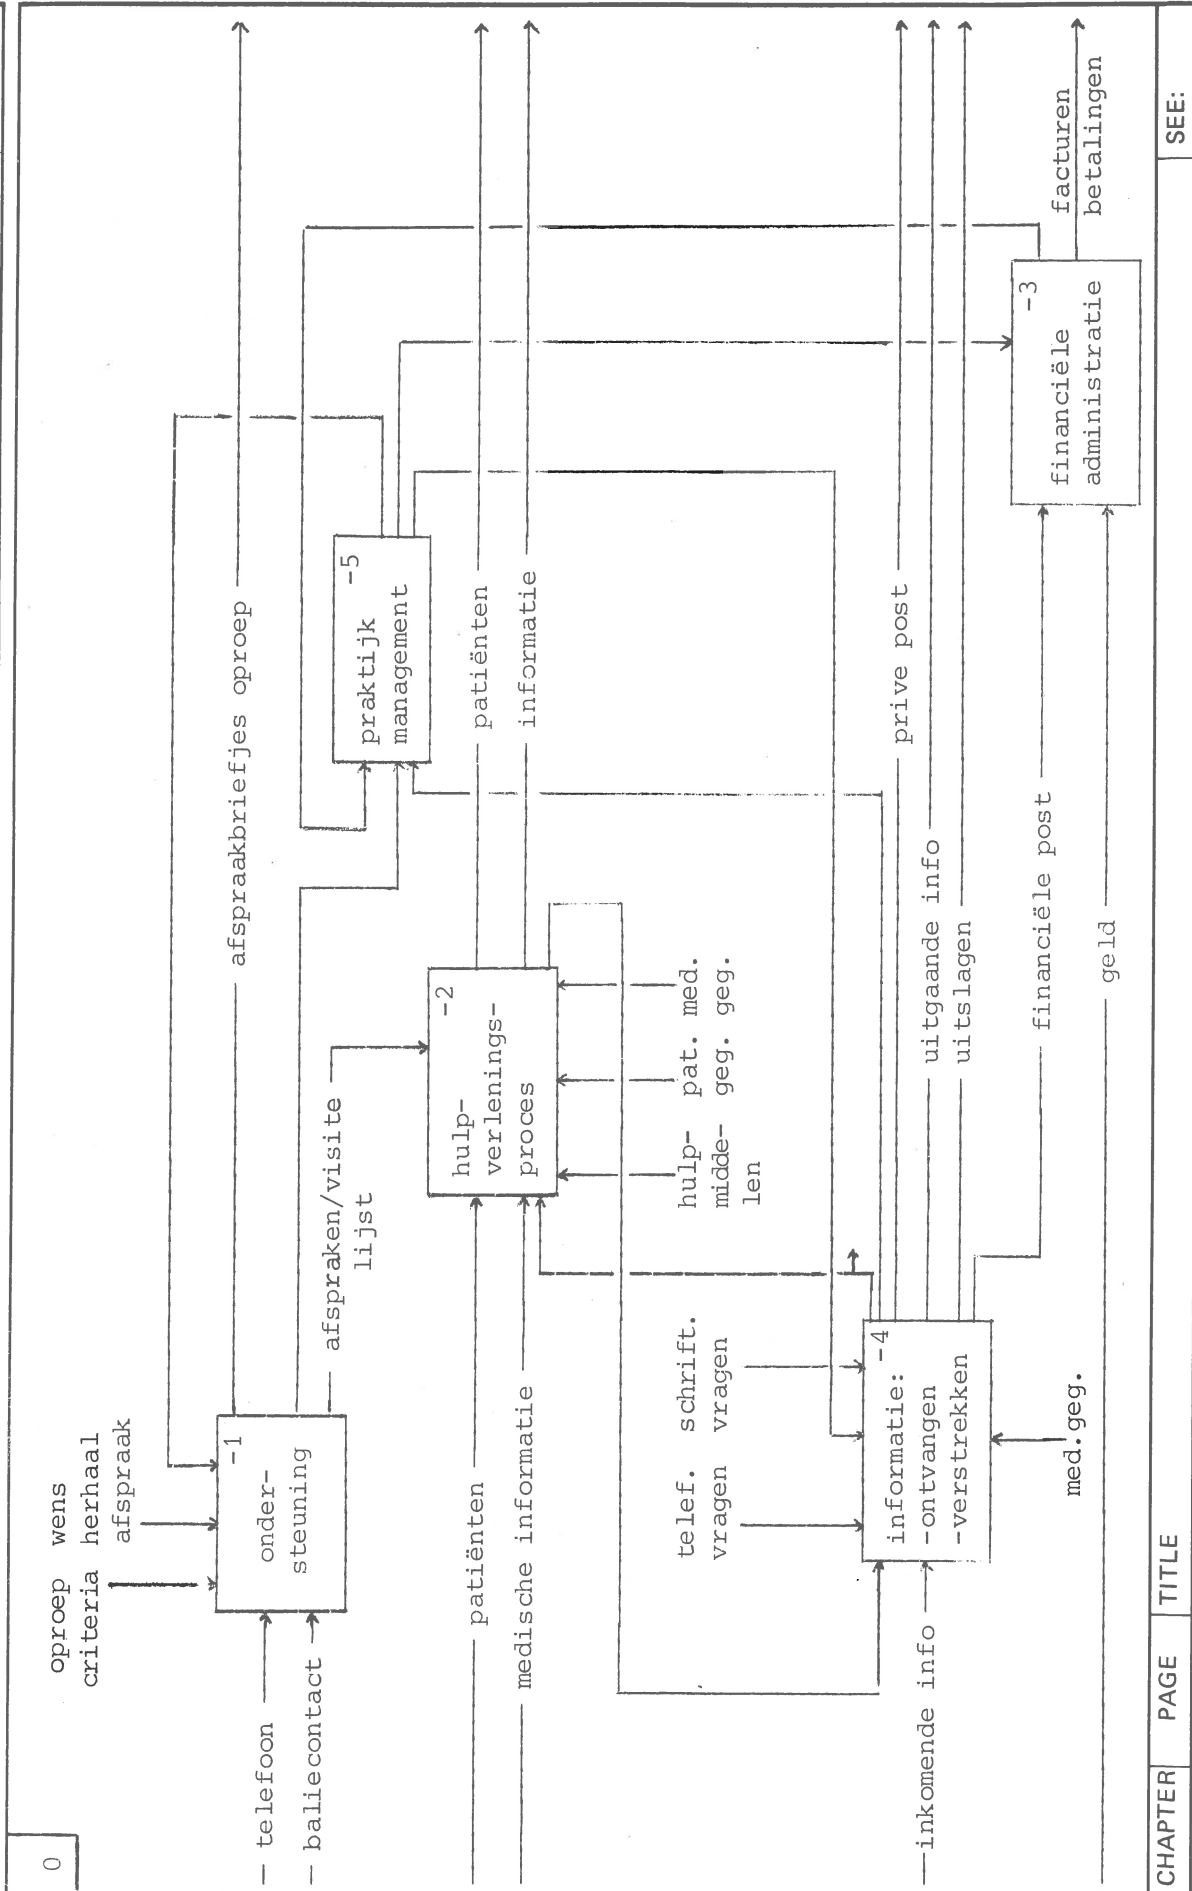 0
oproep wens
criteria herhaal
afspraak
telefoon
baliecontact
-1
onder-
steuning
afspraakbriefjes oproep
afspraken/visite
lijst
-5
praktijk
management
patiënten
medische informatie
-2
hulp-
verlenings-
proces
patiënten
informatie
hulp- pat. med.
midde- geg. geg.
len
telef. schrift.
vragen vragen
inkomende info
-4
informatie:
-ontvangen
-verstrekken
med.geg.
prive post
uitgaande info
uitslagen
financiële post
geld
-3
financiële
administratie
facturen
betalingen
CHAPTER PAGE TITLE SEE: